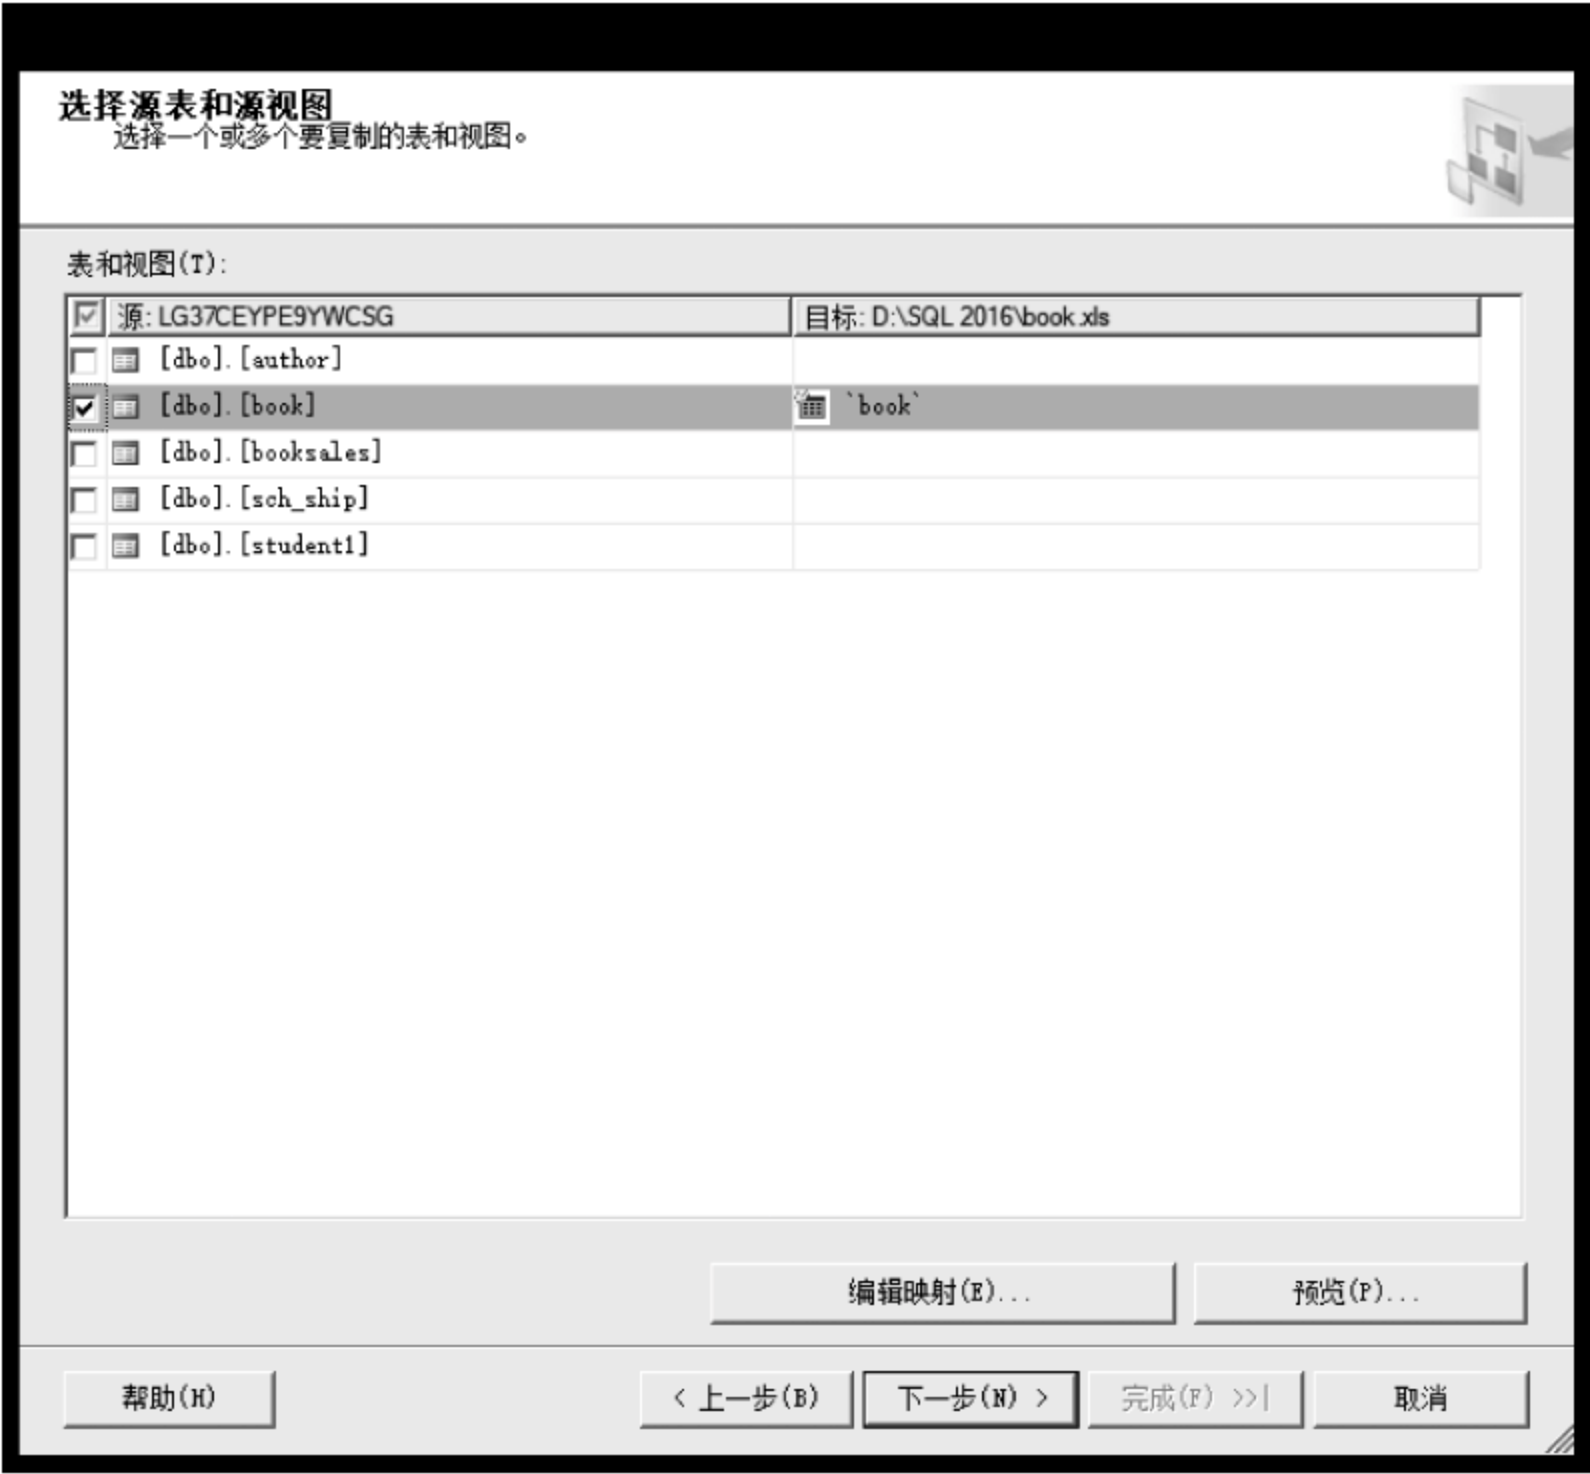 选择源表和源视图
选择一个或多个要复制的表和视图。
表和视图(T):
源: LG37CEYPE9YWCSG 目标: D:\SQL 2016\book.xls
[dbo].[author]
[dbo].[book] `book`
[dbo].[booksales]
[dbo].[sch_ship]
[dbo].[student1]
编辑映射(E)... 预览(P)...
帮助(H) < 上一步(B) 下一步(N) > 完成(F) >>| 取消